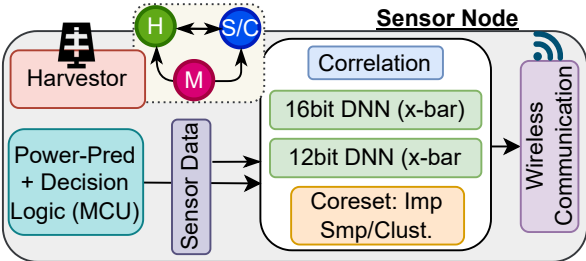 Sensor Node
H
S/C
M
Harvestor
Correlation
16bit DNN (x-bar)
12bit DNN (x-bar
Coreset: Imp
Smp/Clust.
Power-Pred
+ Decision
Logic (MCU)
Sensor Data
Wireless
Communication